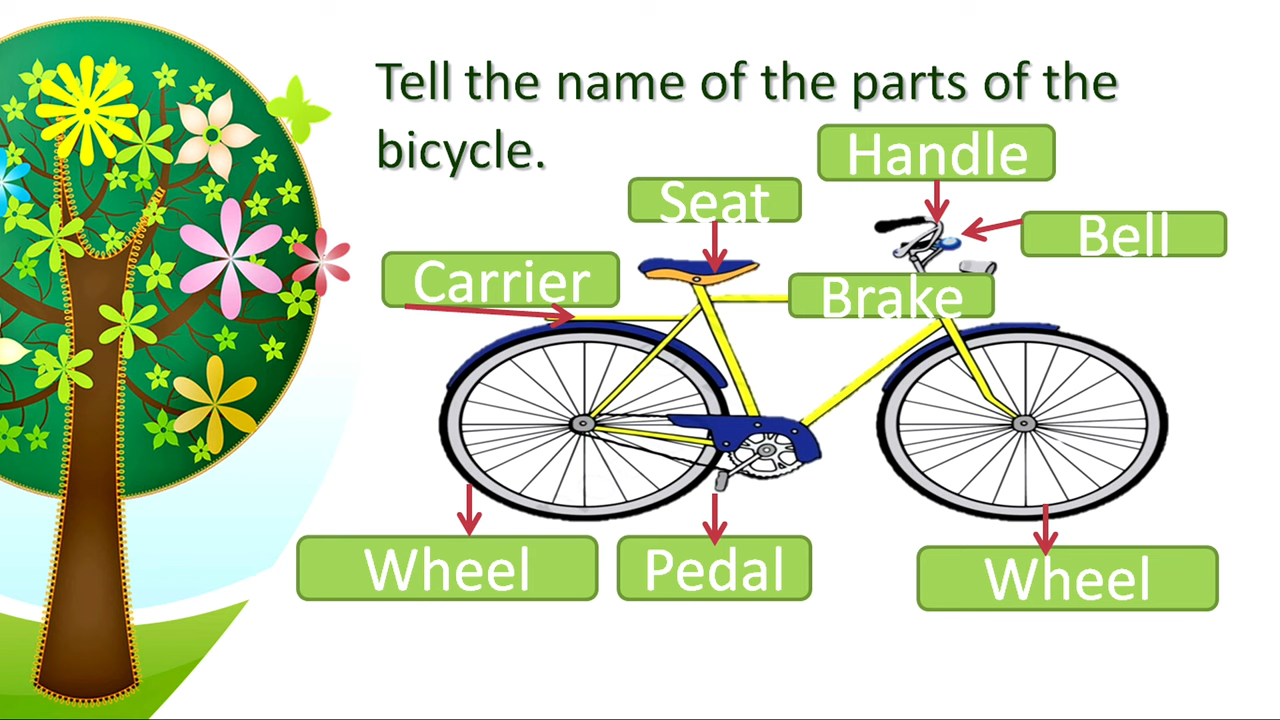 Tell the name of the parts of the
bicycle.
Handle
Seat
Bell
Carrier
Brake
Wheel
Pedal
Wheel